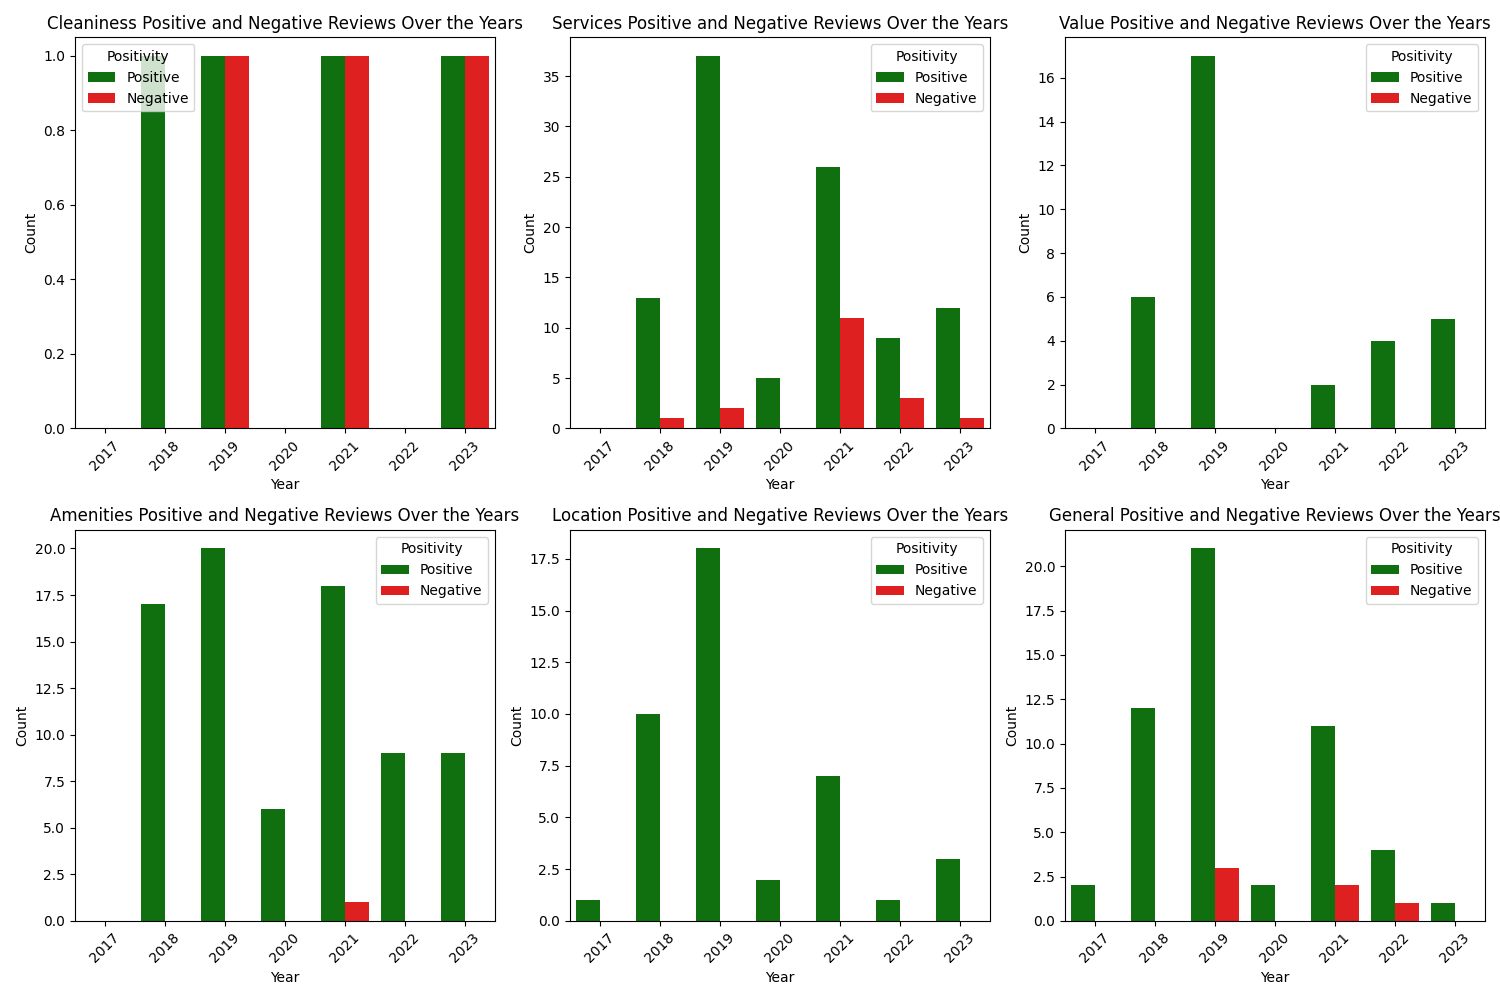 Cleaniness Positive and Negative Reviews Over the Years
Positivity
Positive
Negative
Count
1.0
0.8
0.6
0.4
0.2
0.0
2017
2018
2019
2020
2021
2022
2023
Year
Services Positive and Negative Reviews Over the Years
Positivity
Positive
Negative
Count
35
30
25
20
15
10
5
0
2017
2018
2019
2020
2021
2022
2023
Year
Value Positive and Negative Reviews Over the Years
Positivity
Positive
Negative
Count
16
14
12
10
8
6
4
2
0
2017
2018
2019
2020
2021
2022
2023
Year
Amenities Positive and Negative Reviews Over the Years
Positivity
Positive
Negative
Count
20.0
17.5
15.0
12.5
10.0
7.5
5.0
2.5
0.0
2017
2018
2019
2020
2021
2022
2023
Year
Location Positive and Negative Reviews Over the Years
Positivity
Positive
Negative
Count
17.5
15.0
12.5
10.0
7.5
5.0
2.5
0.0
2017
2018
2019
2020
2021
2022
2023
Year
General Positive and Negative Reviews Over the Years
Positivity
Positive
Negative
Count
20.0
17.5
15.0
12.5
10.0
7.5
5.0
2.5
0.0
2017
2018
2019
2020
2021
2022
2023
Year